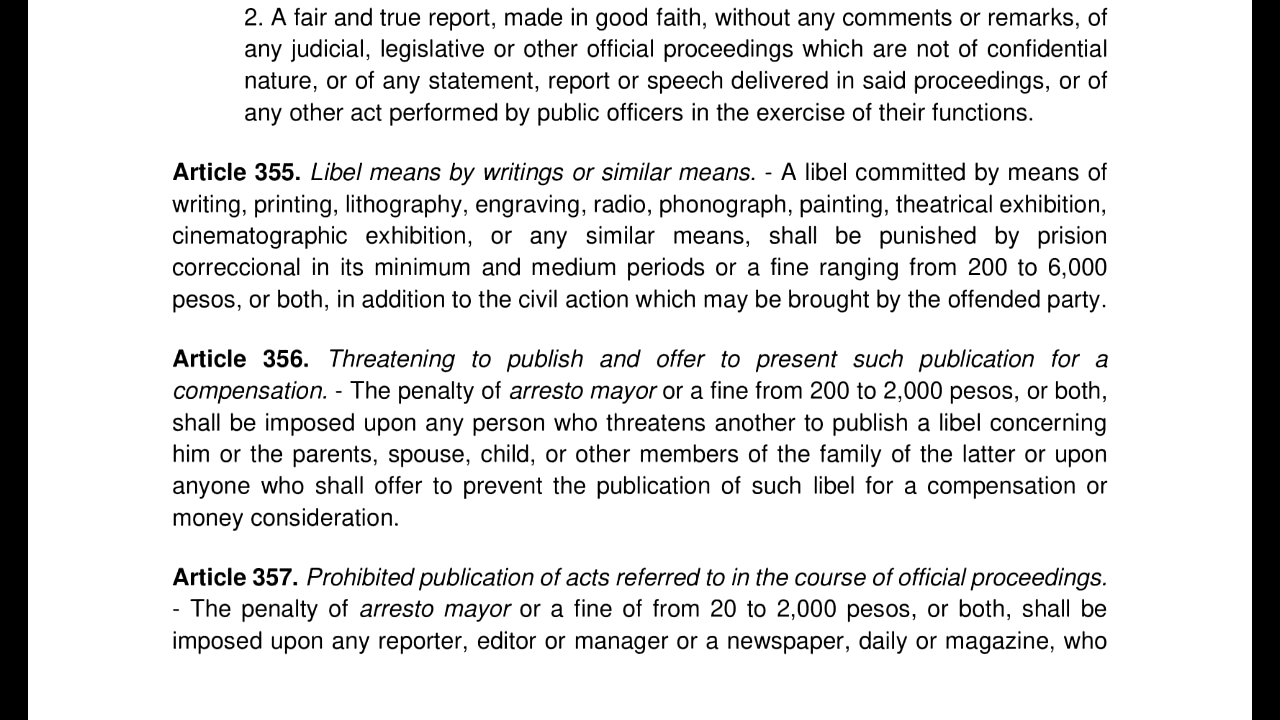 2. A fair and true report, made in good faith, without any comments or remarks, of
any judicial, legislative or other official proceedings which are not of confidential
nature, or of any statement, report or speech delivered in said proceedings, or of
any other act performed by public officers in the exercise of their functions.
Article 355. Libel means by writings or similar means. - A libel committed by means of
writing, printing, lithography, engraving, radio, phonograph, painting, theatrical exhibition,
cinematographic exhibition, or any similar means, shall be punished by prision
correccional in its minimum and medium periods or a fine ranging from 200 to 6,000
pesos, or both, in addition to the civil action which may be brought by the offended party.
Article 356. Threatening to publish and offer to present such publication for a
compensation. - The penalty of arresto mayor or a fine from 200 to 2,000 pesos, or both,
shall be imposed upon any person who threatens another to publish a libel concerning
him or the parents, spouse, child, or other members of the family of the latter or upon
anyone who shall offer to prevent the publication of such libel for a compensation or
money consideration.
Article 357. Prohibited publication of acts referred to in the course of official proceedings.
- The penalty of arresto mayor or a fine of from 20 to 2,000 pesos, or both, shall be
imposed upon any reporter, editor or manager or a newspaper, daily or magazine, who